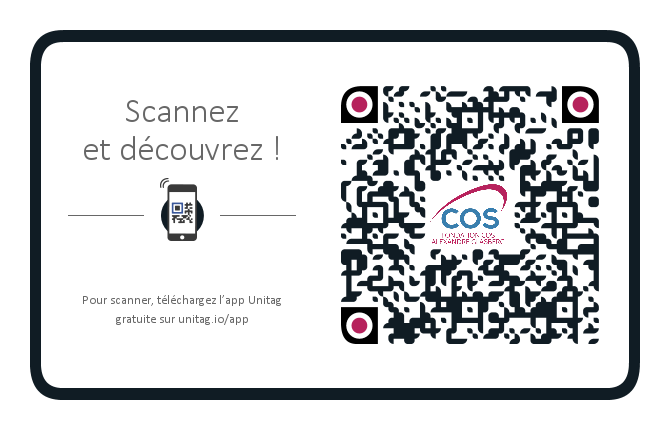 Scannez
et découvrez !
Pour scanner, téléchargez l'app Unitag
gratuite sur unitag.io/app
COS
FONDATION COS
ALEXANDRE GLASBERG